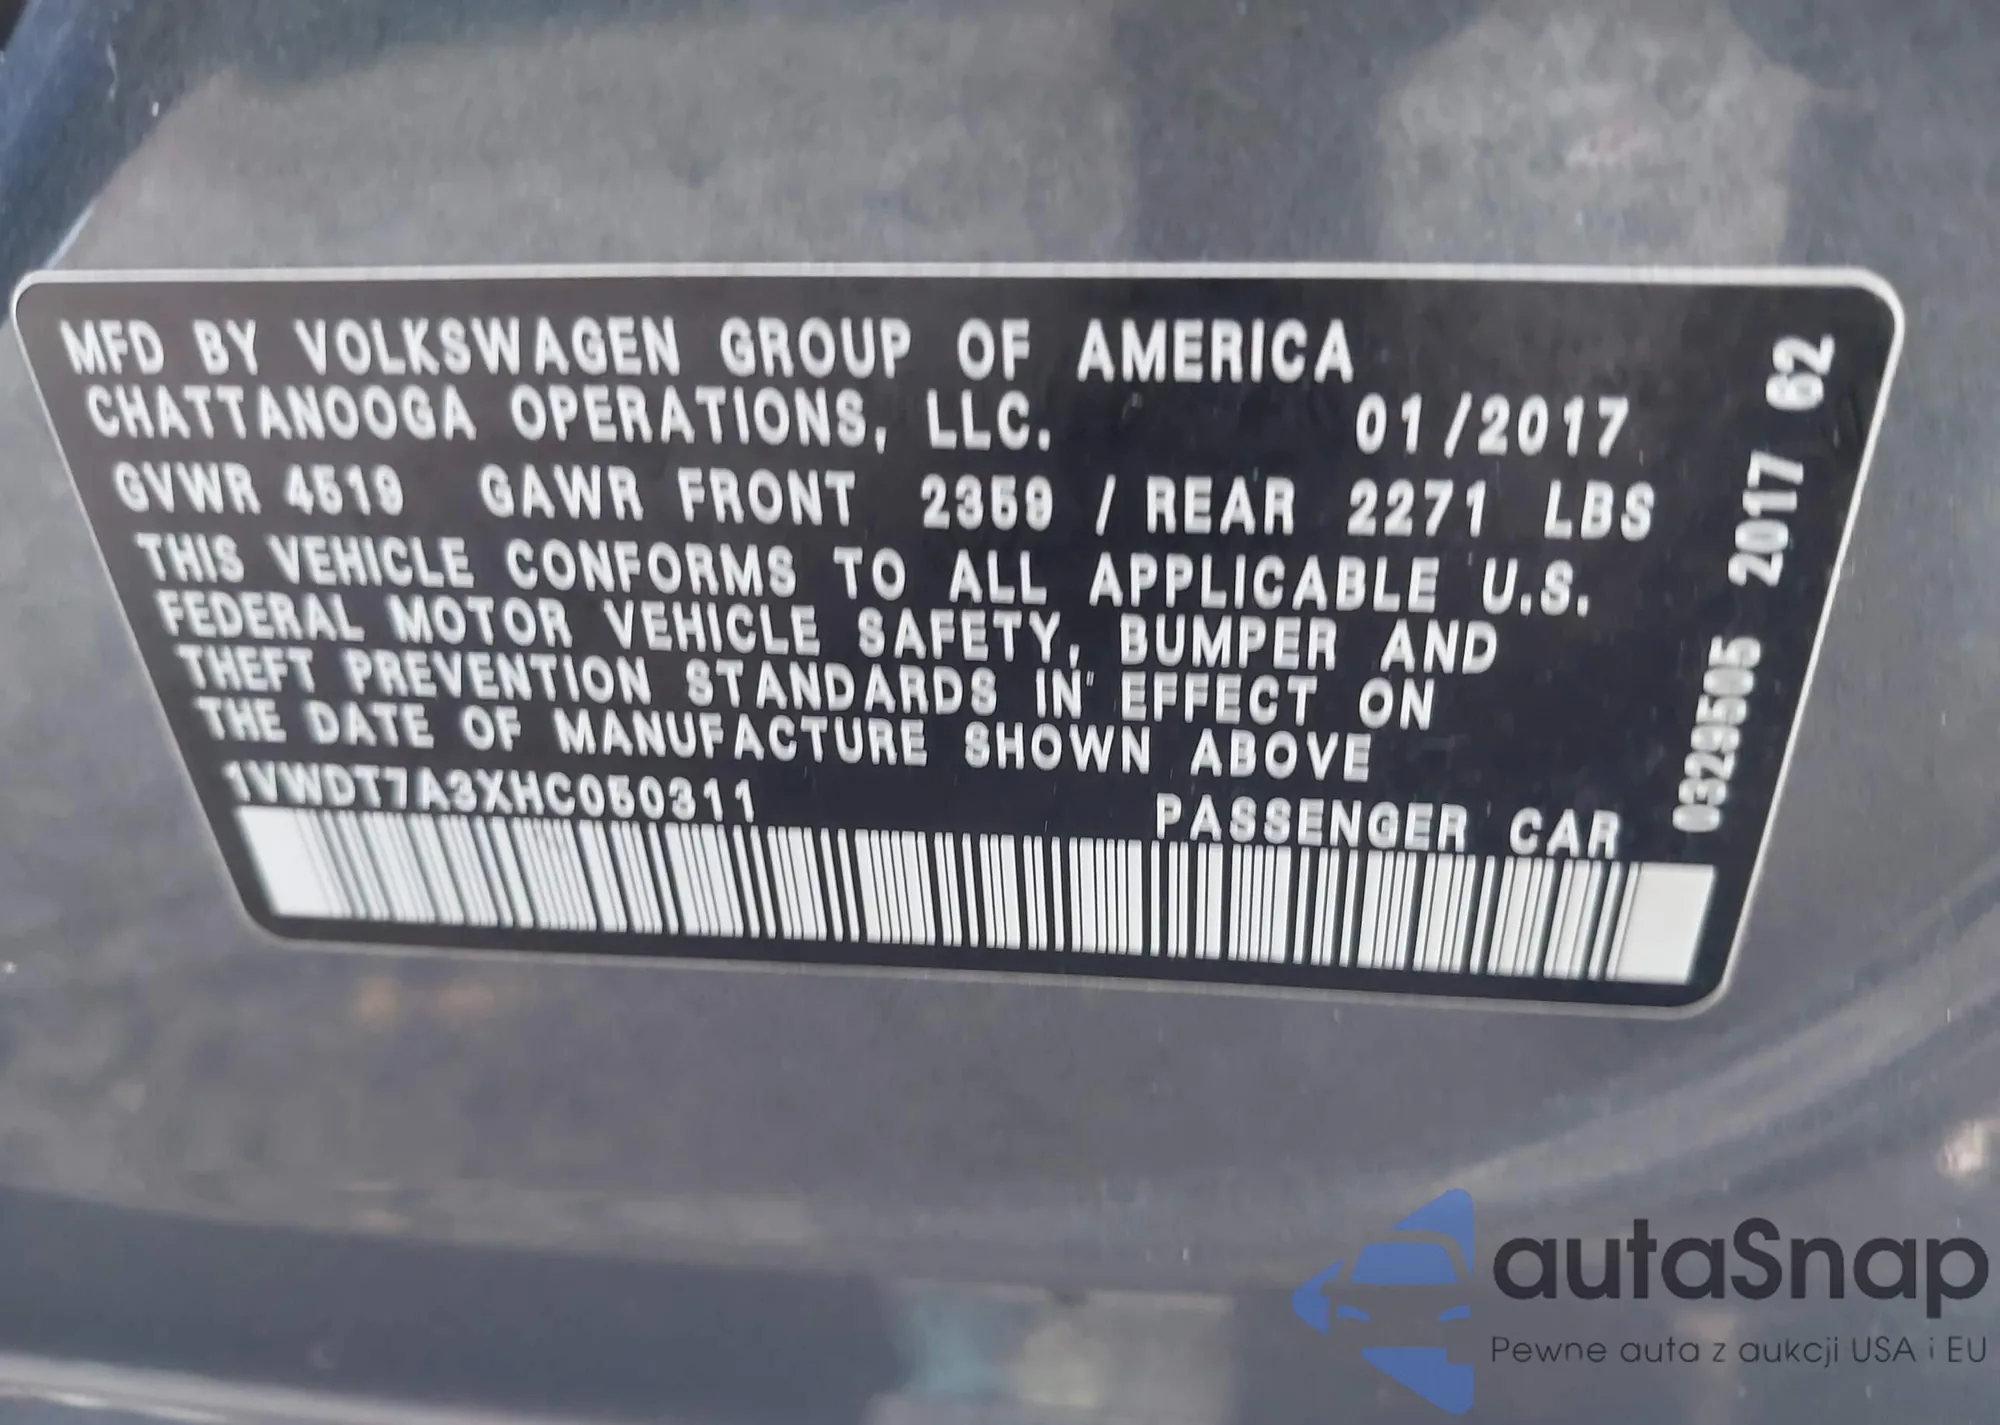 MFD BY VOLKSWAGEN GROUP OF AMERICA
CHATTANOOGA OPERATIONS, LLC. 01/2017
GVWR 4519 GAWR FRONT 2359 / REAR 2271 LBS
THIS VEHICLE CONFORMS TO ALL APPLICABLE U.S.
FEDERAL MOTOR VEHICLE SAFETY, BUMPER AND
THEFT PREVENTION STANDARDS IN EFFECT ON
THE DATE OF MANUFACTURE SHOWN ABOVE
1VWDT7A3XHC050311 PASSENGER CAR
0329505 2017 62
autaSnap
Pewne auta z aukcji USA i EU